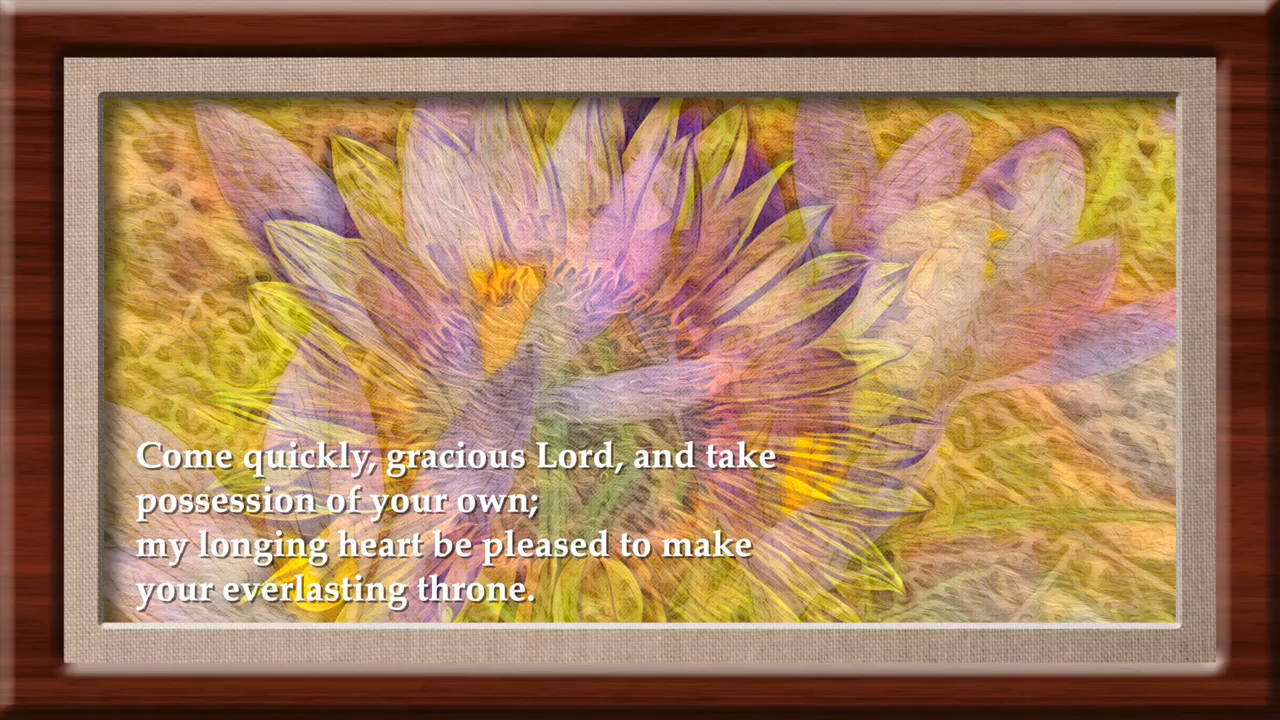 Come quickly, gracious Lord, and take
possession of your own;
my longing heart be pleased to make
your everlasting throne.